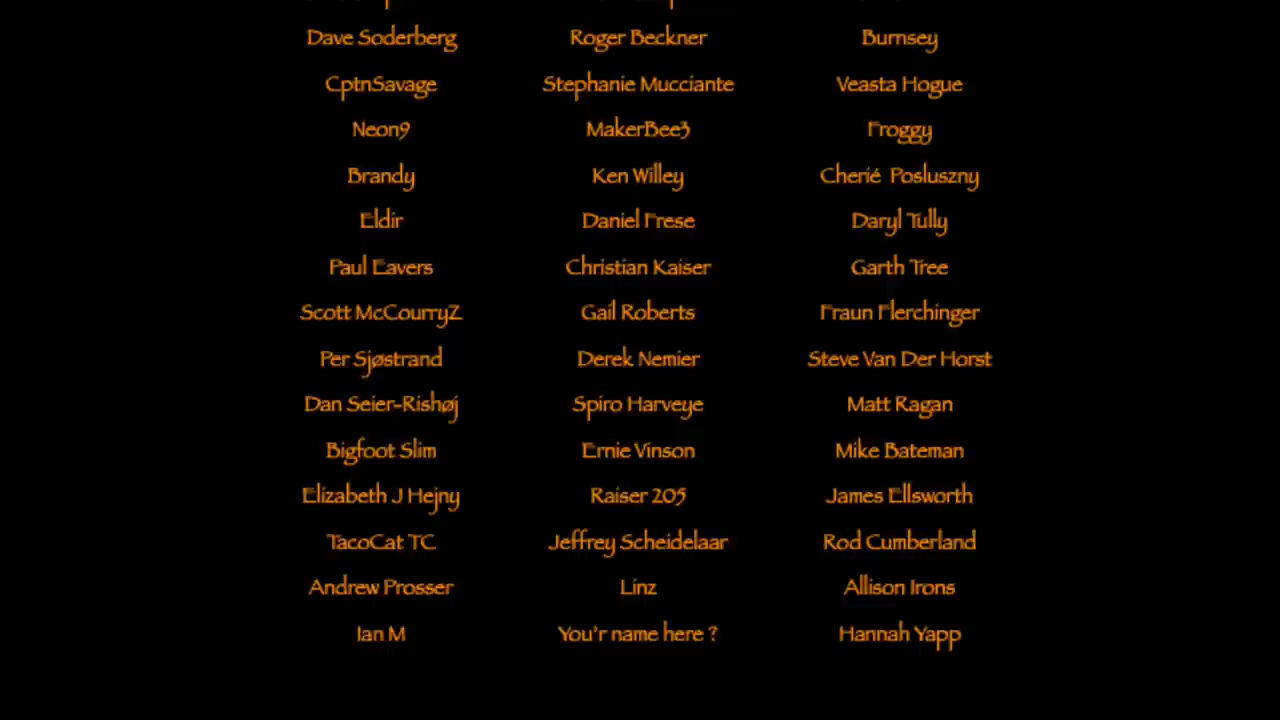 Dave Soderberg Roger Beckner Burnsey
CptnSavage Stephanie Mucciante Veasta Hogue
Neon9 MakerBee3 Froggy
Brandy Ken Willey Cherié Posluszny
Eldir Daniel Frese Daryl Tully
Paul Eavers Christian Kaiser Garth Tree
Scott McCourryZ Gail Roberts Fraun Flerchinger
Per Sjøstrand Derek Nemier Steve Van Der Horst
Dan Seier-Rishøj Spiro Harveye Matt Ragan
Bigfoot Slim Ernie Vinson Mike Bateman
Elizabeth J Hejny Raiser 205 James Ellsworth
TacoCat TC Jeffrey Scheidelaar Rod Cumberland
Andrew Prosser Linz Allison Irons
Ian M You'r name here ? Hannah Yapp